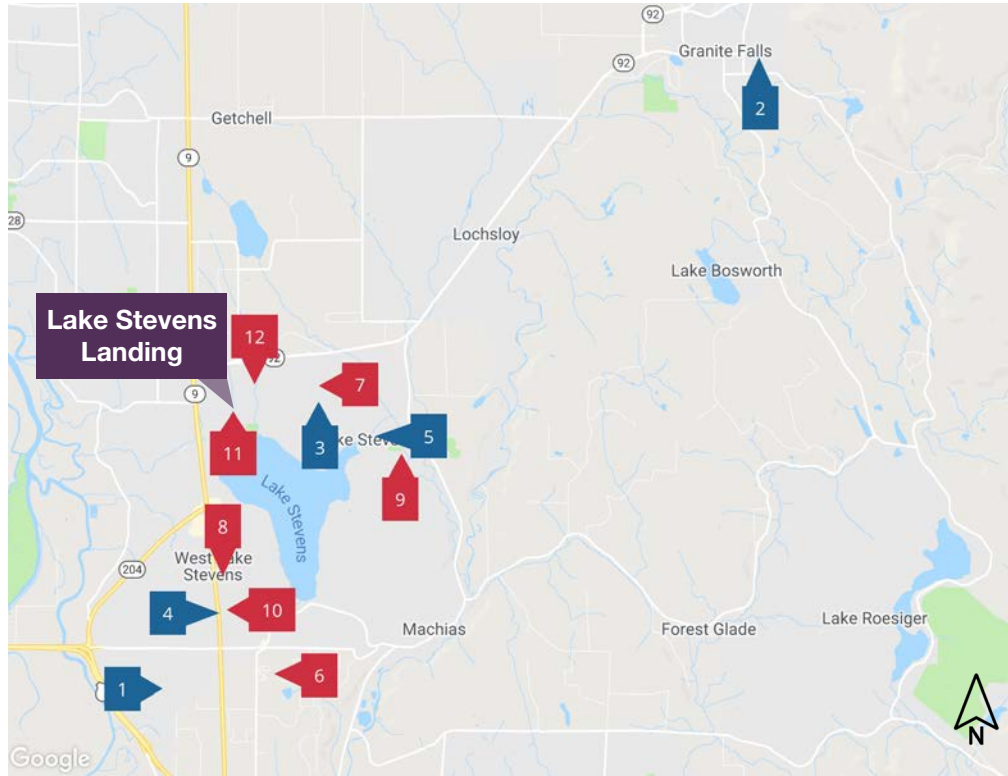 92
Granite Falls
92
2
Getchell
9
28
Lochsloy
Lake Bosworth
Lake Stevens
Landing
12
92
7
9
3
ke Steve
5
11
9
Lake Stevens
8
West Lake
Stevens
204
4
10
Machias
Forest Glade
Lake Roesiger
6
1
Google
N